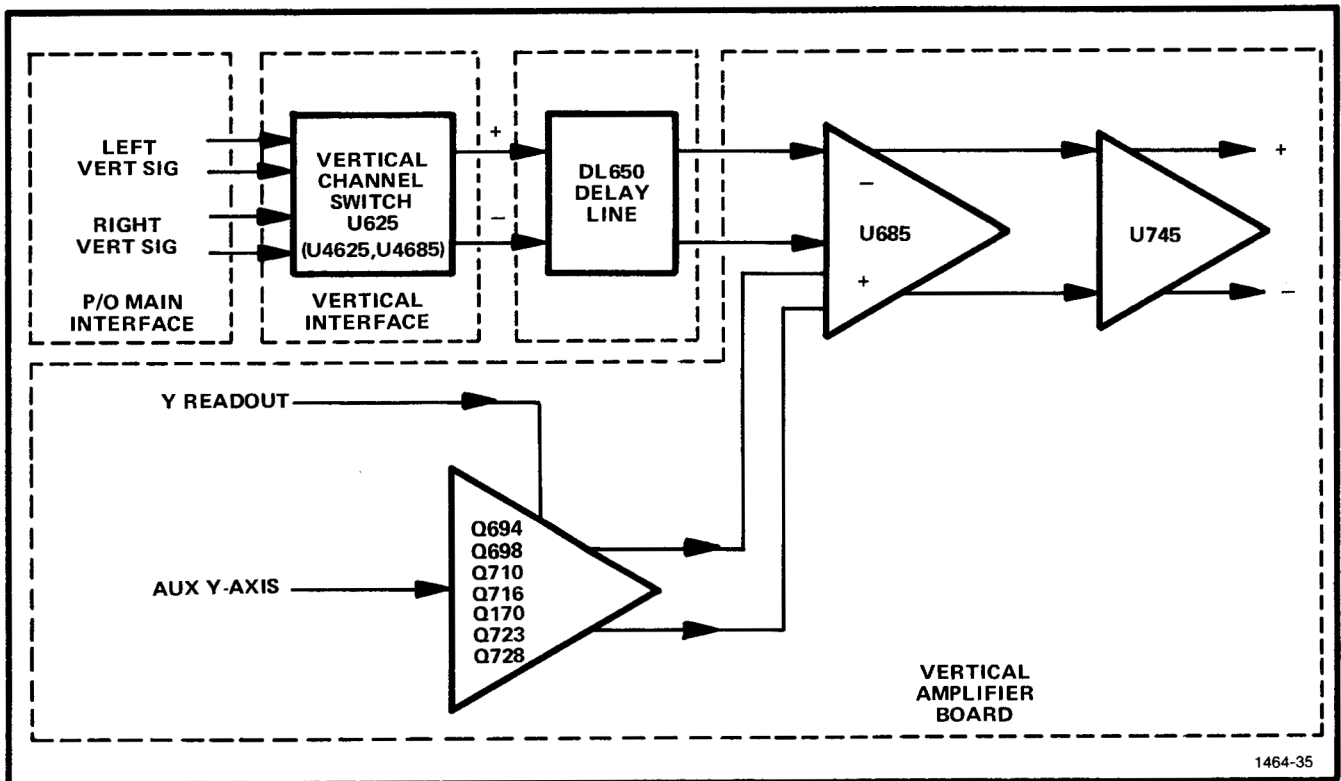 LEFT
VERT SIG
RIGHT
VERT SIG
P/O MAIN
INTERFACE
VERTICAL
CHANNEL
SWITCH
U625
(U4625,U4685)
VERTICAL
INTERFACE
+
−
DL650
DELAY
LINE
−
U685
+
U745
+
−
Y READOUT
AUX Y-AXIS
Q694
Q698
Q710
Q716
Q170
Q723
Q728
VERTICAL
AMPLIFIER
BOARD
1464-35